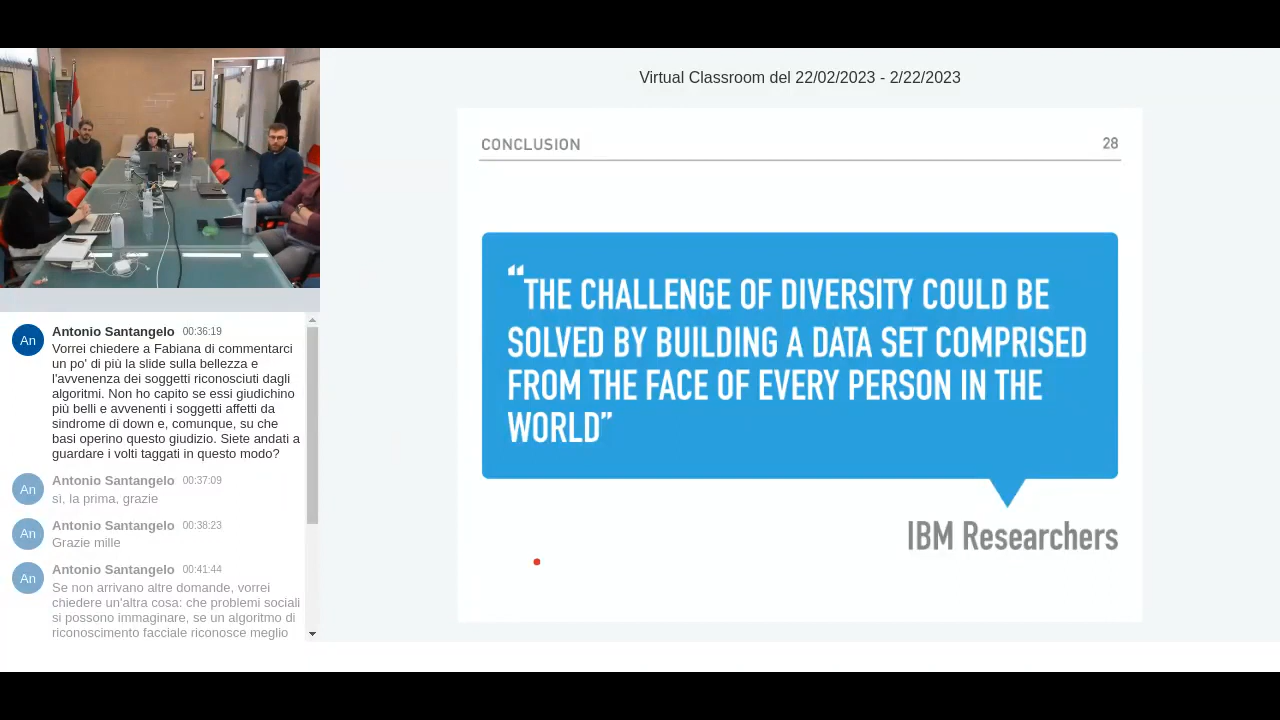 Virtual Classroom del 22/02/2023 - 2/22/2023
CONCLUSION
28
“THE CHALLENGE OF DIVERSITY COULD BE
SOLVED BY BUILDING A DATA SET COMPRISED
FROM THE FACE OF EVERY PERSON IN THE
WORLD”
IBM Researchers
An
Antonio Santangelo 00:36:19
Vorrei chiedere a Fabiana di commentarci
un po' di più la slide sulla bellezza e
l'avvenenza dei soggetti riconosciuti dagli
algoritmi. Non ho capito se essi giudichino
più belli e avvenenti i soggetti affetti da
sindrome di down e, comunque, su che
basi operino questo giudizio. Siete andati a
guardare i volti taggati in questo modo?
An
Antonio Santangelo 00:37:09
sì, la prima, grazie
An
Antonio Santangelo 00:38:23
Grazie mille
An
Antonio Santangelo 00:41:44
Se non arrivano altre domande, vorrei
chiedere un'altra cosa: che problemi sociali
si possono immaginare, se un algoritmo di
riconoscimento facciale riconosce meglio